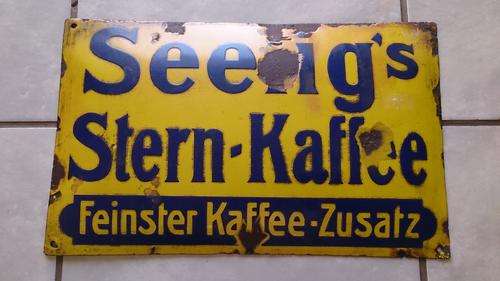 Seelig's
Stern-Kaffee
Feinster Kaffee-Zusatz